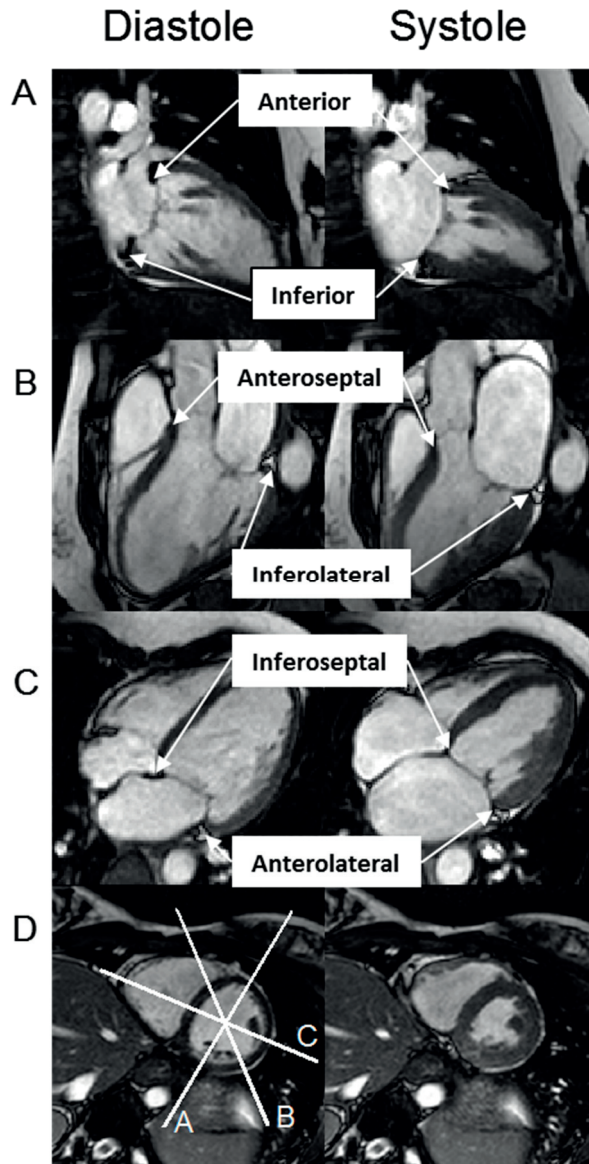 Diastole Systole
A
Anterior
Inferior
B
Anteroseptal
Inferolateral
C
Inferoseptal
Anterolateral
D
C
A
B